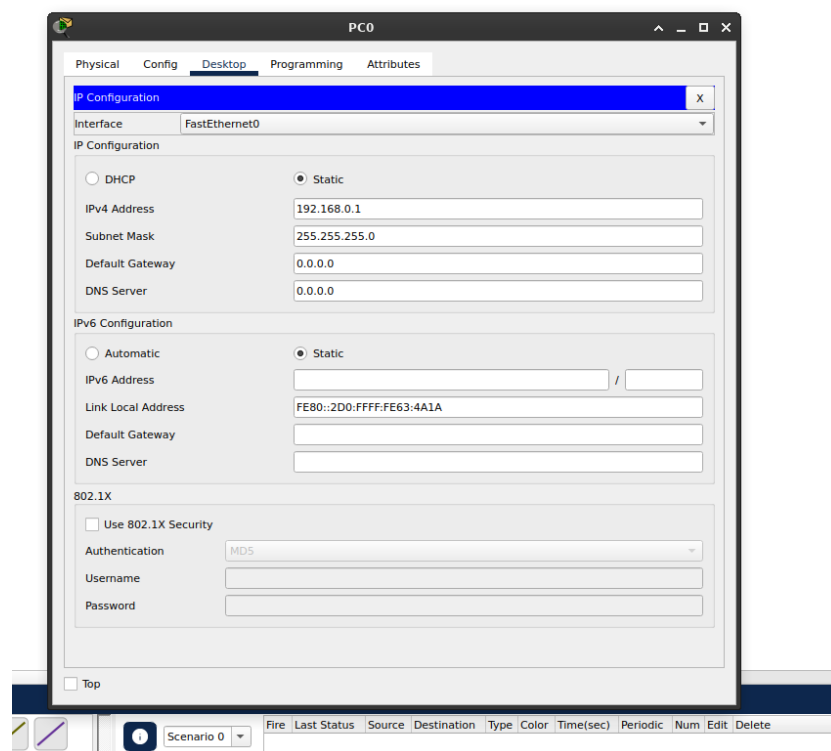 PC0
Physical Config Desktop Programming Attributes
IP Configuration X
Interface FastEthernet0
IP Configuration
DHCP Static
IPv4 Address 192.168.0.1
Subnet Mask 255.255.255.0
Default Gateway 0.0.0.0
DNS Server 0.0.0.0
IPv6 Configuration
Automatic Static
IPv6 Address /
Link Local Address FE80::2D0:FFFF:FE63:4A1A
Default Gateway
DNS Server
802.1X
Use 802.1X Security
Authentication MD5
Username
Password
Top
Fire Last Status Source Destination Type Color Time(sec) Periodic Num Edit Delete
Scenario 0